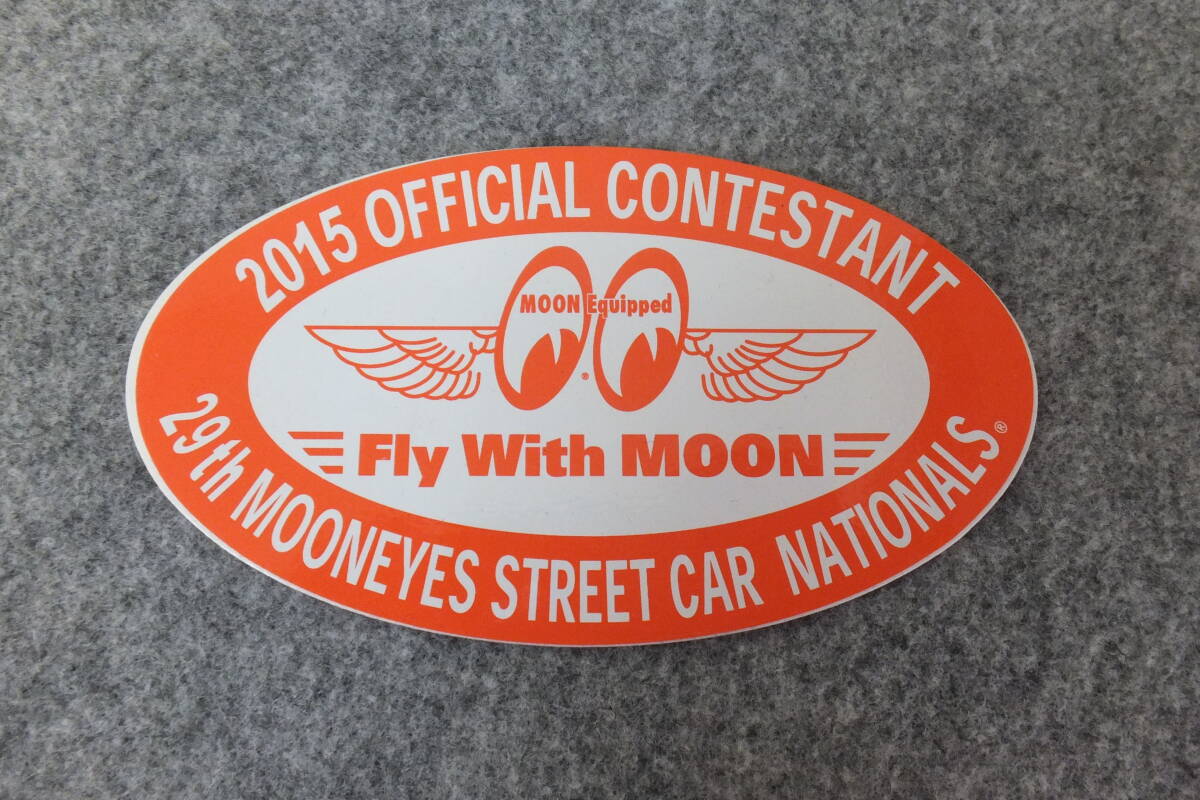 2015 OFFICIAL CONTESTANT
MOON Equipped
®
Fly With MOON
29th MOONEYES STREET CAR NATIONALS®